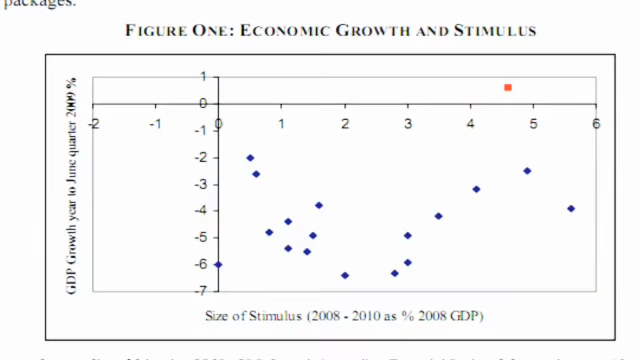 packages.
FIGURE ONE: ECONOMIC GROWTH AND STIMULUS
GDP Growth year to June quarter 2009 %
1
0
-2 -1 0 1 2 3 4 5 6
-1
-2
-3
-4
-5
-6
-7
Size of Stimulus (2008 - 2010 as % 2008 GDP)